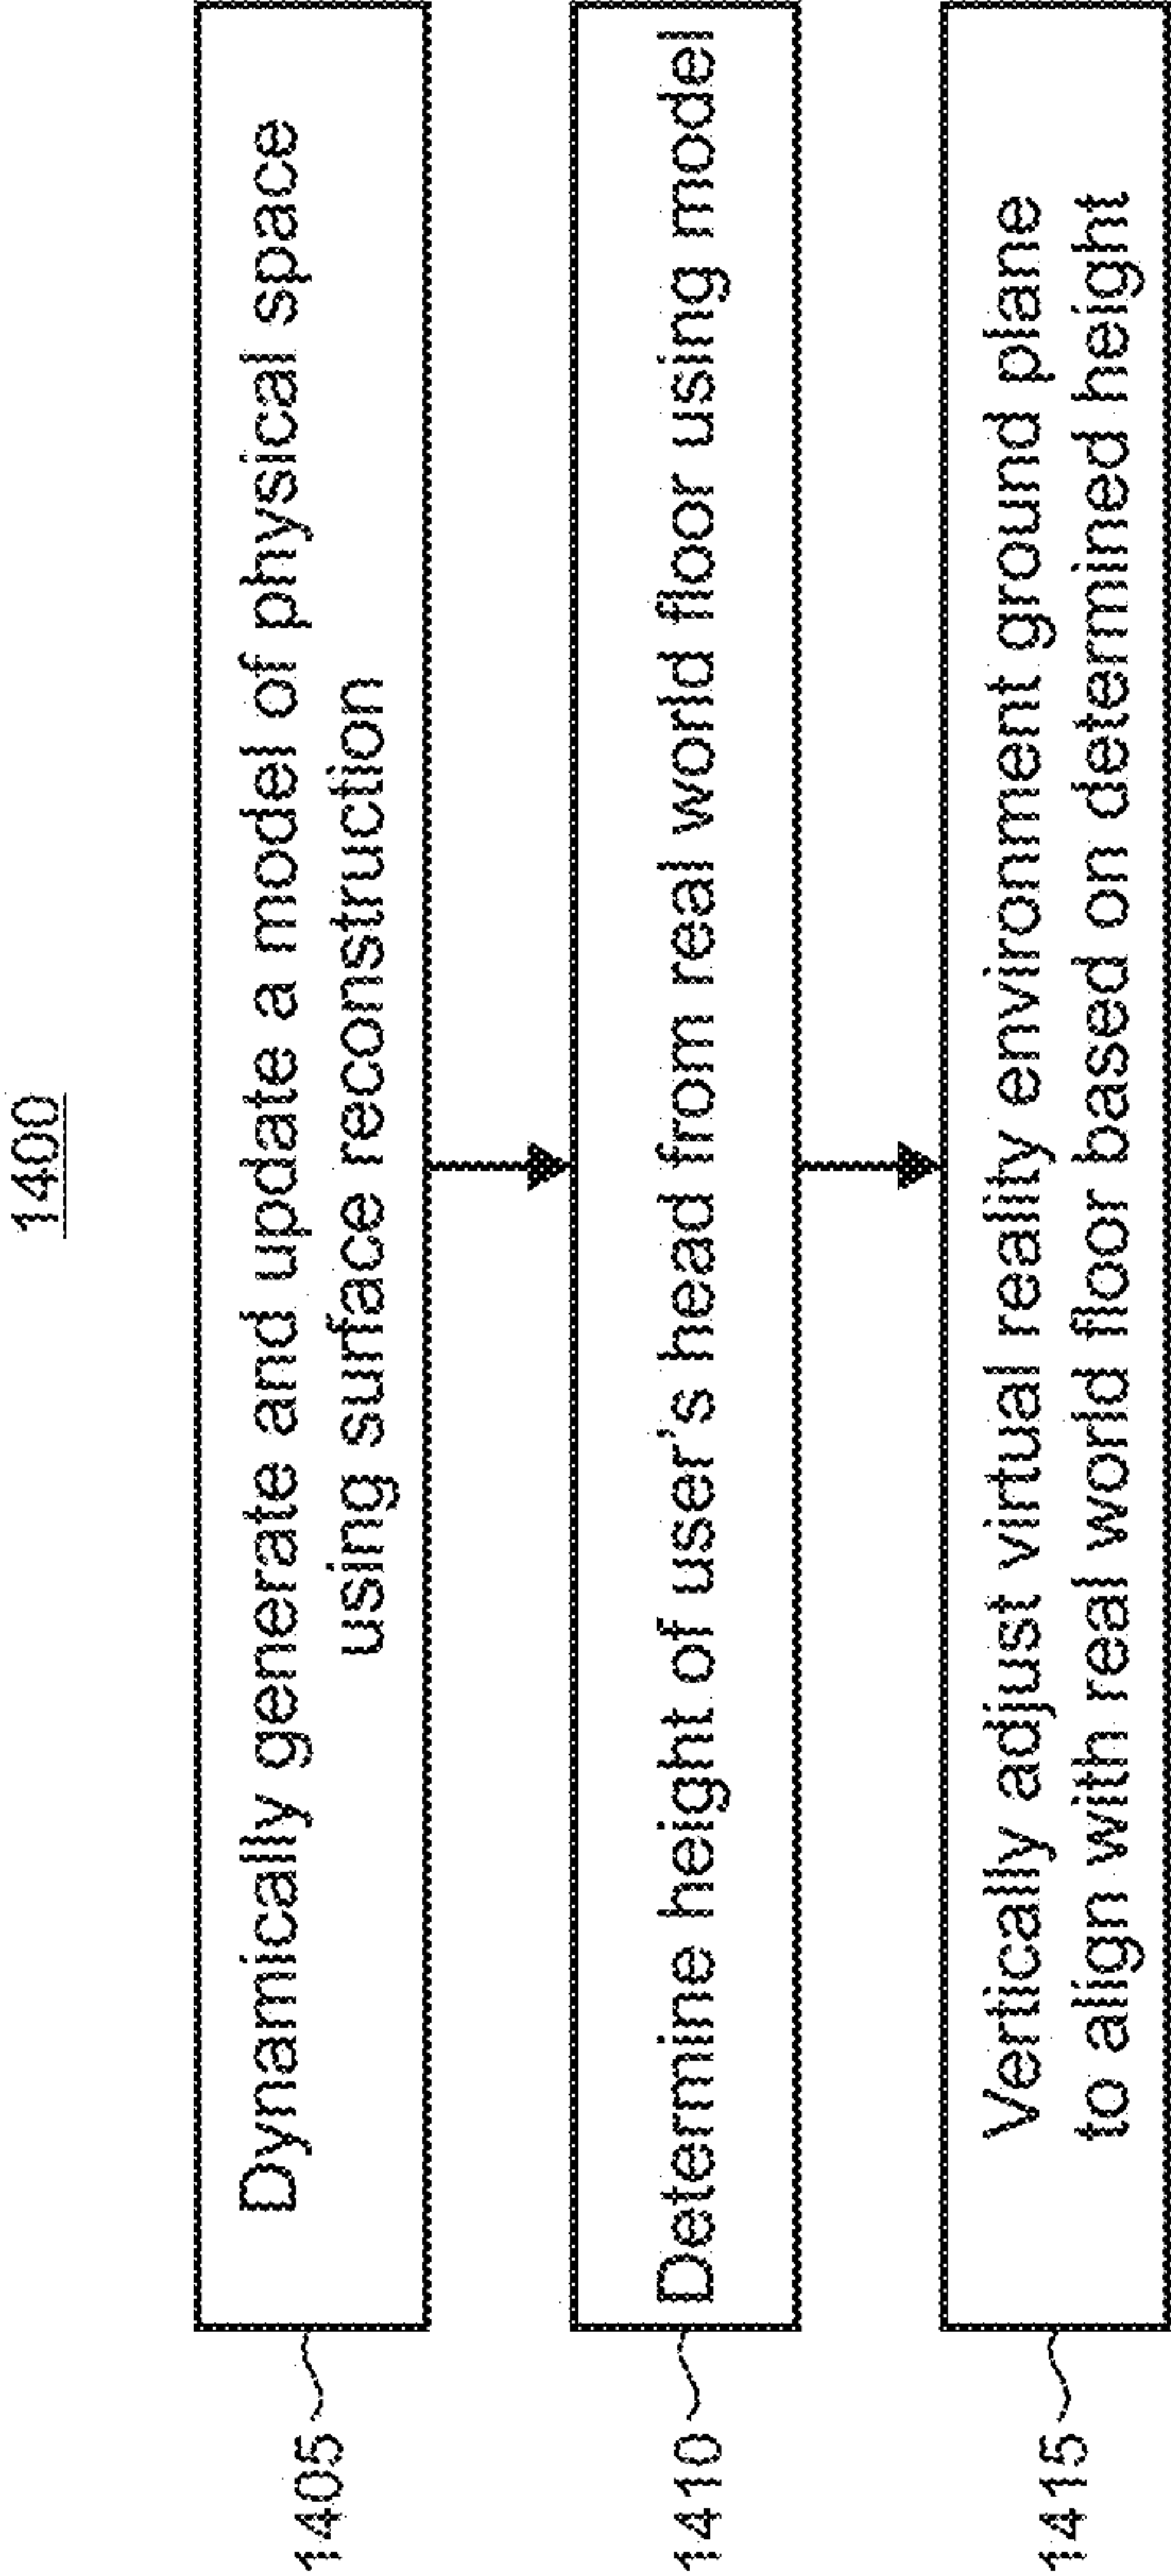 1400
1405
Dynamically generate and update a model of physical space
using surface reconstruction
1410
Determine height of user's head from real world floor using model
1415
Vertically adjust virtual reality environment ground plane
to align with real world floor based on determined height